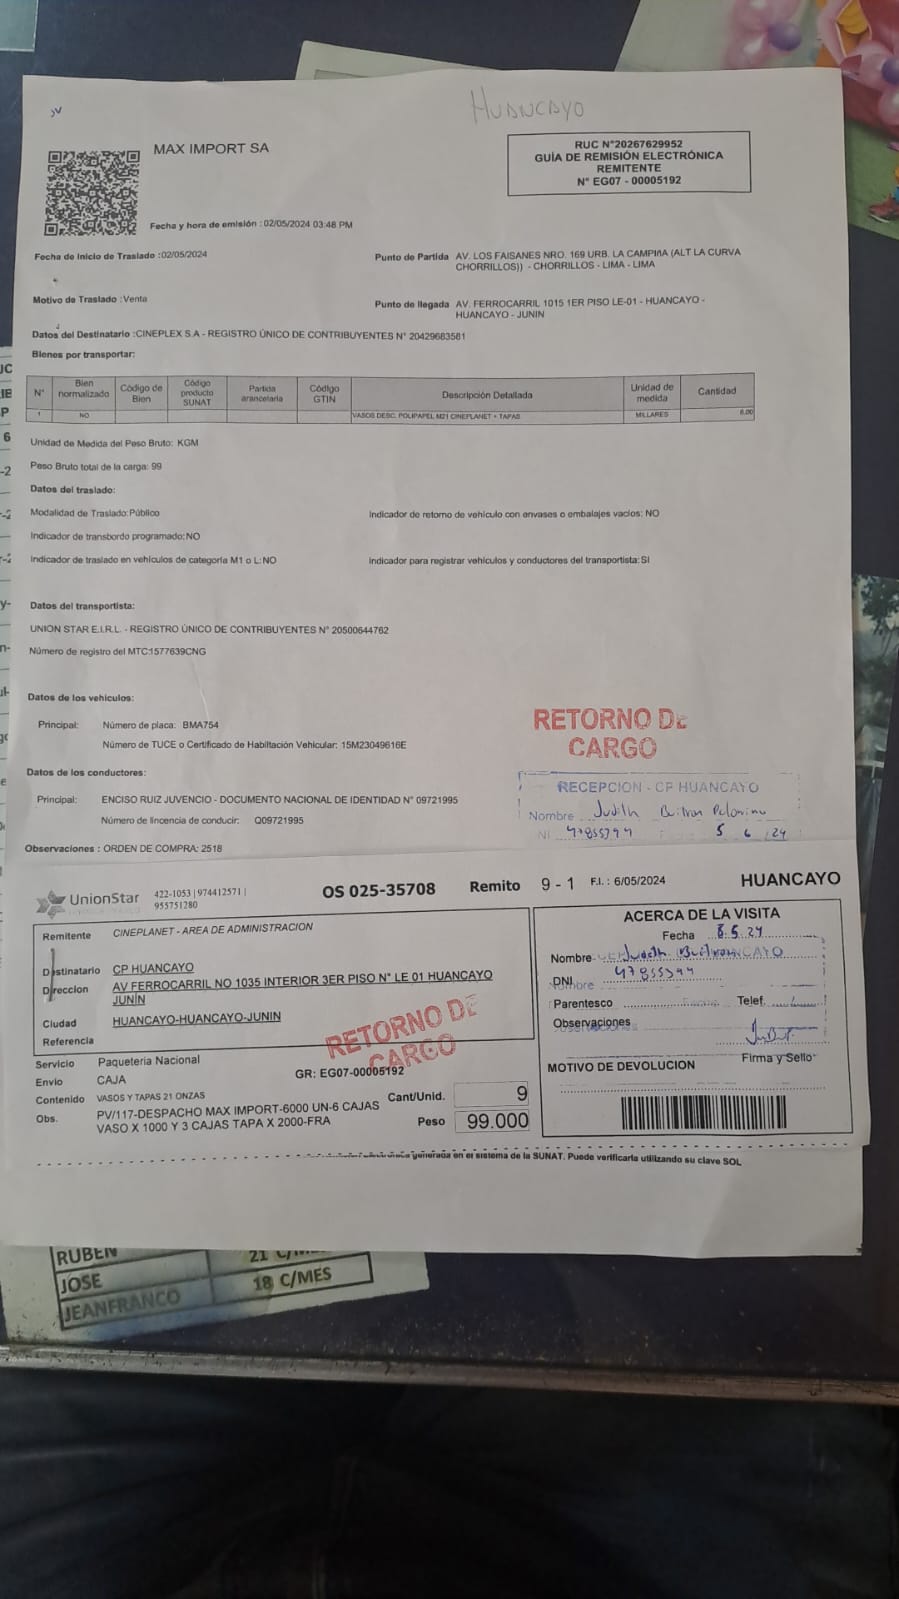 HUANCAYO
MAX IMPORT SA
RUC N°20267629952
GUÍA DE REMISIÓN ELECTRÓNICA
REMITENTE
N° EG07 - 00005192
Fecha y hora de emisión : 02/05/2024 03:48 PM
Fecha de Inicio de Traslado :02/05/2024
Punto de Partida AV. LOS FAISANES NRO. 169 URB. LA CAMPIñA (ALT LA CURVA
CHORRILLOS)) - CHORRILLOS - LIMA - LIMA
Motivo de Traslado :Venta
Punto de llegada AV. FERROCARRIL 1015 1ER PISO LE-01 - HUANCAYO -
HUANCAYO - JUNIN
Datos del Destinatario :CINEPLEX S.A - REGISTRO ÚNICO DE CONTRIBUYENTES N° 20429683581
Bienes por transportar:
N° Bien normalizado Código de Bien Código producto SUNAT Partida arancelaria Código GTIN Descripción Detallada Unidad de medida Cantidad
1 NO VASOS DESC. POLIPAPEL M21 CINEPLANET + TAPAS MILLARES 6.00
Unidad de Medida del Peso Bruto: KGM
Peso Bruto total de la carga: 99
Datos del traslado:
Modalidad de Traslado:Público
Indicador de retorno de vehículo con envases o embalajes vacíos: NO
Indicador de transbordo programado:NO
Indicador de traslado en vehículos de categoría M1 o L:NO
Indicador para registrar vehículos y conductores del transportista:SI
Datos del transportista:
UNION STAR E.I.R.L. - REGISTRO ÚNICO DE CONTRIBUYENTES N° 20500644762
Número de registro del MTC:1577639CNG
Datos de los vehículos:
Principal: Número de placa: BMA754
Número de TUCE o Certificado de Habilitación Vehicular: 15M23049616E
RETORNO DE
CARGO
Datos de los conductores:
Principal: ENCISO RUIZ JUVENCIO - DOCUMENTO NACIONAL DE IDENTIDAD N° 09721995
Número de lincencia de conducir: Q09721995
RECEPCION - CP HUANCAYO
Nombre Judith
47855794 5 6 24
Observaciones : ORDEN DE COMPRA: 2518
UnionStar
422-1053 | 974412571 |
955751280
OS 025-35708 Remito 9 - 1 F.I. : 6/05/2024 HUANCAYO
Remitente CINEPLANET - AREA DE ADMINISTRACION
Destinatario CP HUANCAYO
Direccion AV FERROCARRIL NO 1035 INTERIOR 3ER PISO N° LE 01 HUANCAYO
JUNIN
Ciudad HUANCAYO-HUANCAYO-JUNIN
Referencia
RETORNO DE
CARGO
Servicio Paqueteria Nacional
Envio CAJA
GR: EG07-00005192
Contenido VASOS Y TAPAS 21 ONZAS
Obs. PV/117-DESPACHO MAX IMPORT-6000 UN-6 CAJAS
VASO X 1000 Y 3 CAJAS TAPA X 2000-FRA
Cant/Unid. 9
Peso 99.000
ACERCA DE LA VISITA
Fecha 8.5.24
Nombre Judith
DNI 47855794
Parentesco Telef.
Observaciones
Firma y Sello
MOTIVO DE DEVOLUCION
generada en el sistema de la SUNAT. Puede verificarla utilizando su clave SOL
RUBEN 21
JOSE 18 C/MES
JEANFRANCO